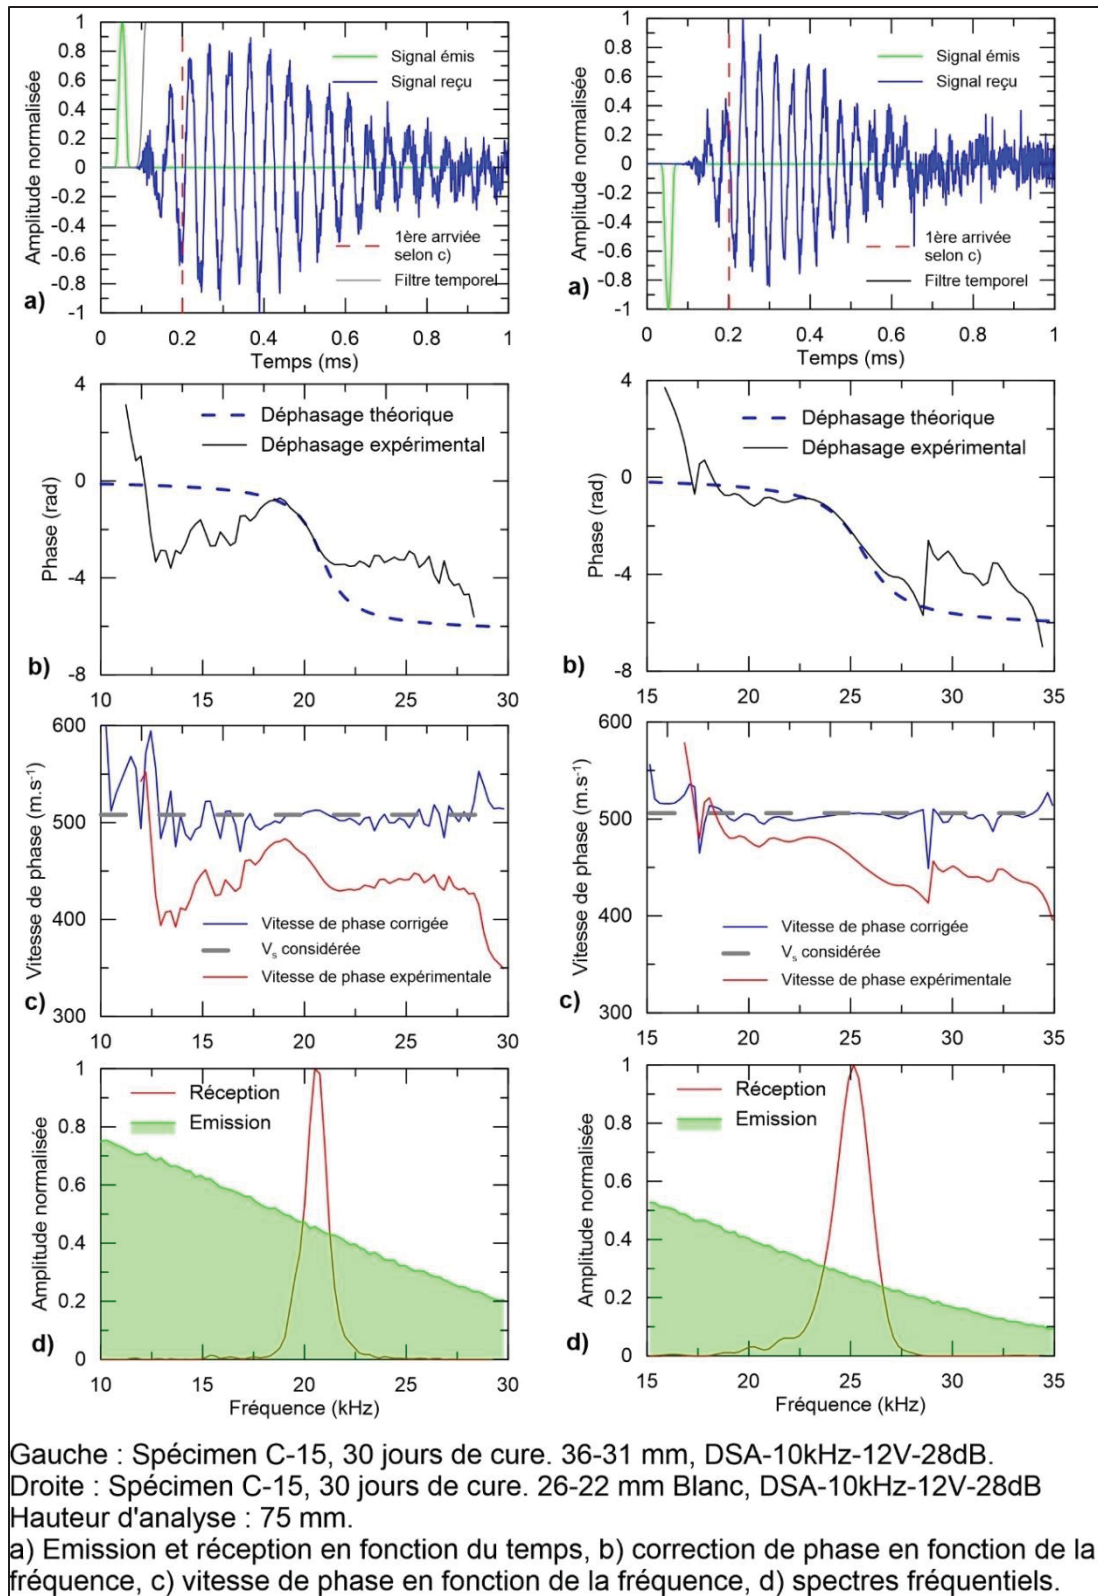 Amplitude normalisée
1
0.8
0.6
0.4
0.2
0
-0.2
-0.4
-0.6
-0.8
-1
Signal émis
Signal reçu
1ère arrviée
selon c)
Filtre temporel
a)
0 0.2 0.4 0.6 0.8 1
Temps (ms)
Amplitude normalisée
1
0.8
0.6
0.4
0.2
0
-0.2
-0.4
-0.6
-0.8
-1
Signal émis
Signal reçu
1ère arrviée
selon c)
Filtre temporel
a)
0 0.2 0.4 0.6 0.8 1
Temps (ms)
Phase (rad)
4
0
-4
-8
Déphasage théorique
Déphasage expérimental
b)
10 15 20 25 30
Phase (rad)
4
0
-4
-8
Déphasage théorique
Déphasage expérimental
b)
15 20 25 30 35
Vitesse de phase (m.s-1)
600
500
400
300
Vitesse de phase corrigée
Vs considérée
Vitesse de phase expérimentale
c)
10 15 20 25 30
Vitesse de phase (m.s-1)
600
500
400
300
Vitesse de phase corrigée
Vs considérée
Vitesse de phase expérimentale
c)
15 20 25 30 35
Amplitude normalisée
1
0.8
0.6
0.4
0.2
0
Réception
Emission
d)
10 15 20 25 30
Fréquence (kHz)
Amplitude normalisée
1
0.8
0.6
0.4
0.2
0
Réception
Emission
d)
15 20 25 30 35
Fréquence (kHz)
Gauche : Spécimen C-15, 30 jours de cure. 36-31 mm, DSA-10kHz-12V-28dB.
Droite : Spécimen C-15, 30 jours de cure. 26-22 mm Blanc, DSA-10kHz-12V-28dB
Hauteur d'analyse : 75 mm.
a) Emission et réception en fonction du temps, b) correction de phase en fonction de la
fréquence, c) vitesse de phase en fonction de la fréquence, d) spectres fréquentiels.